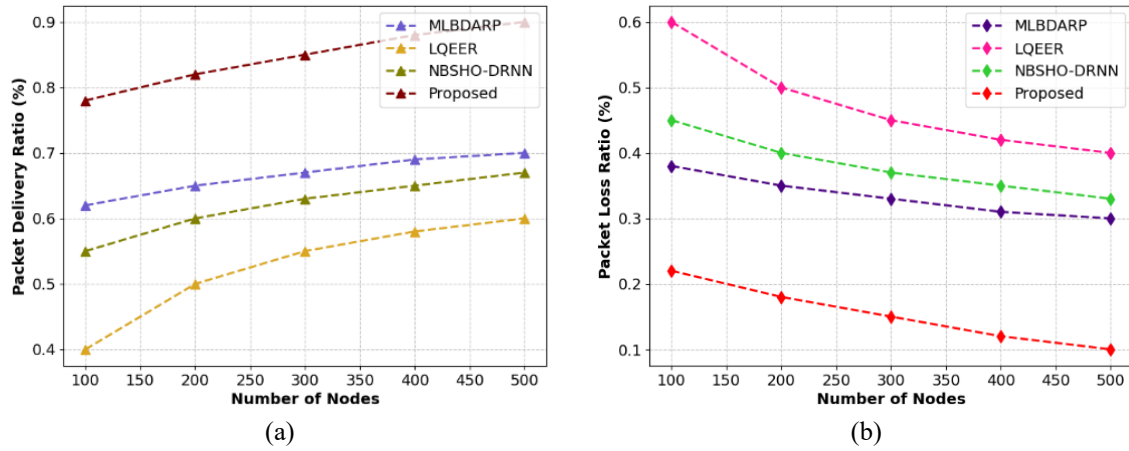 Packet Delivery Ratio (%)
0.9
0.8
0.7
0.6
0.5
0.4
MLBDARP
LQEER
NBSHO-DRNN
Proposed
100 150 200 250 300 350 400 450 500
Number of Nodes
(a)
Packet Loss Ratio (%)
0.6
0.5
0.4
0.3
0.2
0.1
MLBDARP
LQEER
NBSHO-DRNN
Proposed
100 150 200 250 300 350 400 450 500
Number of Nodes
(b)